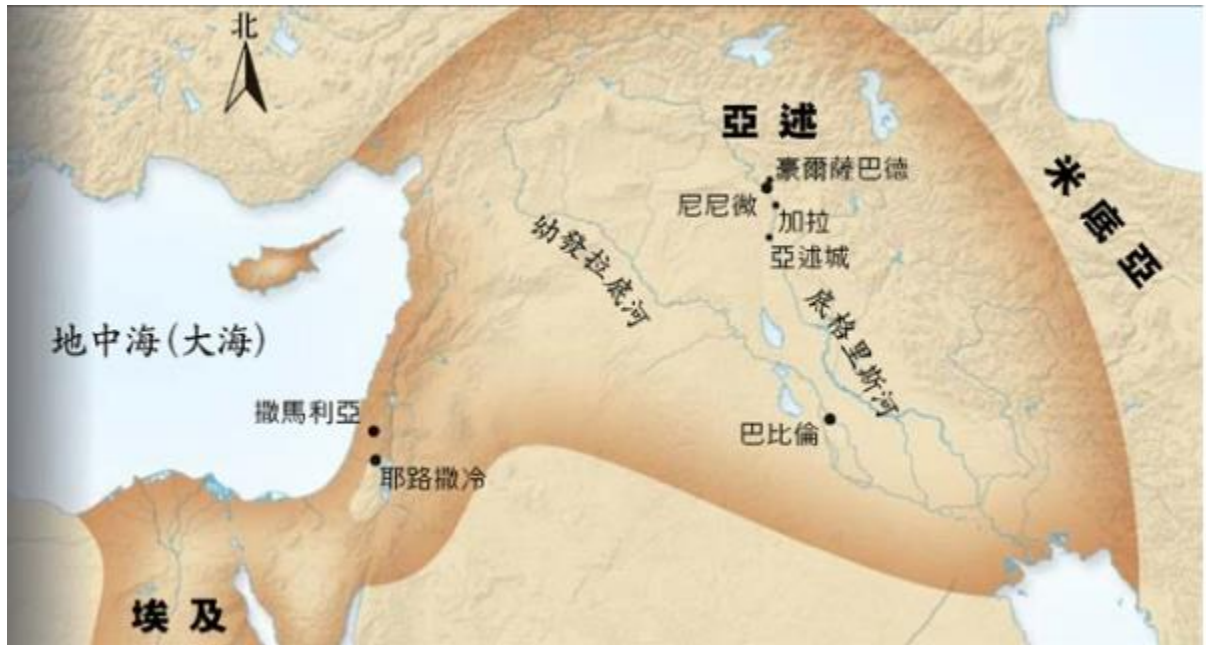 北
亞述
豪爾薩巴德
尼尼微
加拉
亞述城
米底亞
幼發拉底河
底格里斯河
地中海(大海)
撒馬利亞
巴比倫
耶路撒冷
埃及